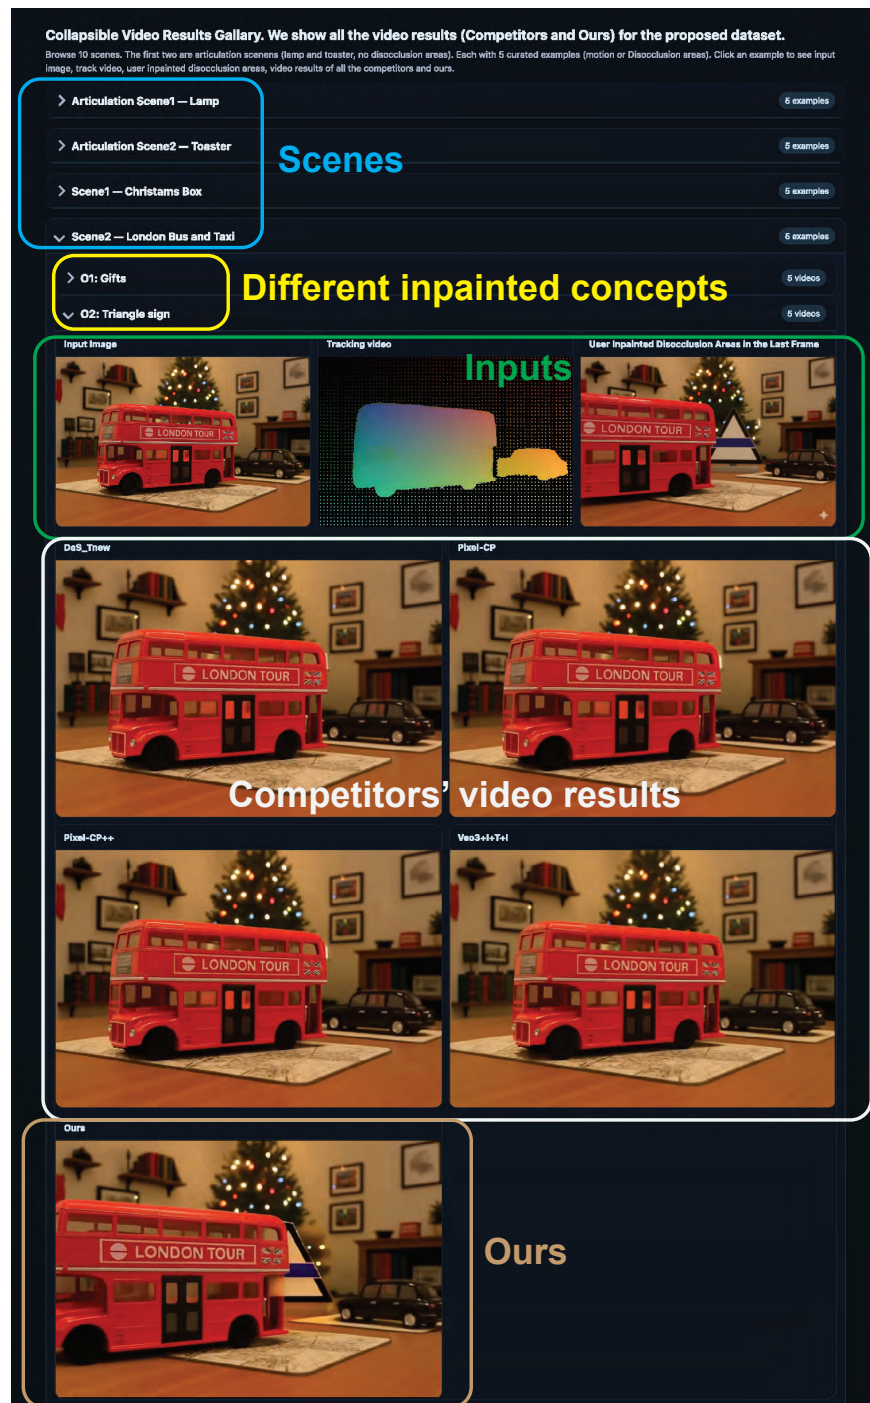 Collapsible Video Results Gallary. We show all the video results (Competitors and Ours) for the proposed dataset.
Browse 10 scenes. The first two are articulation scenens (lamp and toaster, no disocclusion areas). Each with 5 curated examples (motion or Disocclusion areas). Click an example to see input
image, track video, user inpainted disocclusion areas, video results of all the competitors and ours.
Articulation Scene1 — Lamp
5 examples
Articulation Scene2 — Toaster
5 examples
Scenes
Scene1 — Christams Box
5 examples
Scene2 — London Bus and Taxi
5 examples
01: Gifts
5 videos
Different inpainted concepts
02: Triangle sign
5 videos
Input Image
Tracking video
User Inpainted Disocclusion Areas in the Last Frame
Inputs
LONDON TOUR
LONDON TOUR
DaS_Tnew
Pixel-CP
LONDON TOUR
LONDON TOUR
Competitors' video results
Pixel-CP++
Veo3+I+T+I
LONDON TOUR
LONDON TOUR
Ours
LONDON TOUR
Ours